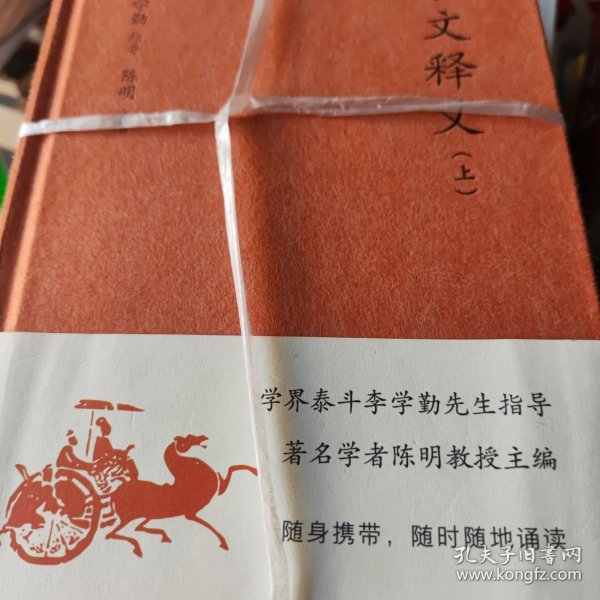 文释义(上)
学勤
陈明
学界泰斗李学勤先生指导
著名学者陈明教授主编
随身携带，随时随地诵读
孔夫子旧书网
www.kongfz.com